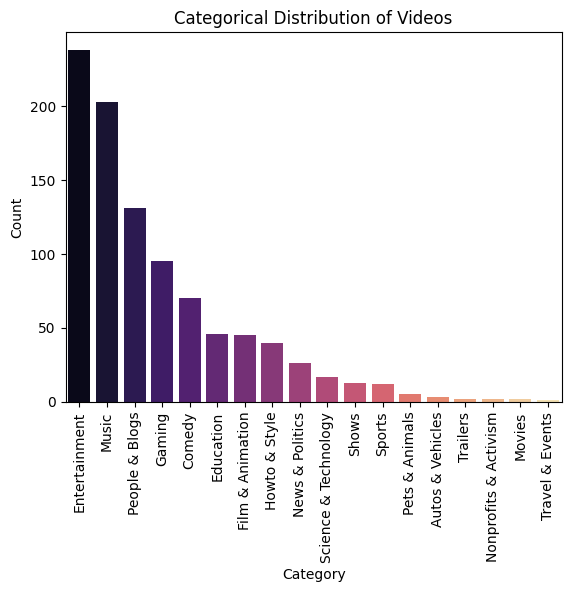 Categorical Distribution of Videos
Count
200
150
100
50
0
Entertainment
Music
People & Blogs
Gaming
Comedy
Education
Film & Animation
Howto & Style
News & Politics
Science & Technology
Shows
Sports
Pets & Animals
Autos & Vehicles
Trailers
Nonprofits & Activism
Movies
Travel & Events
Category